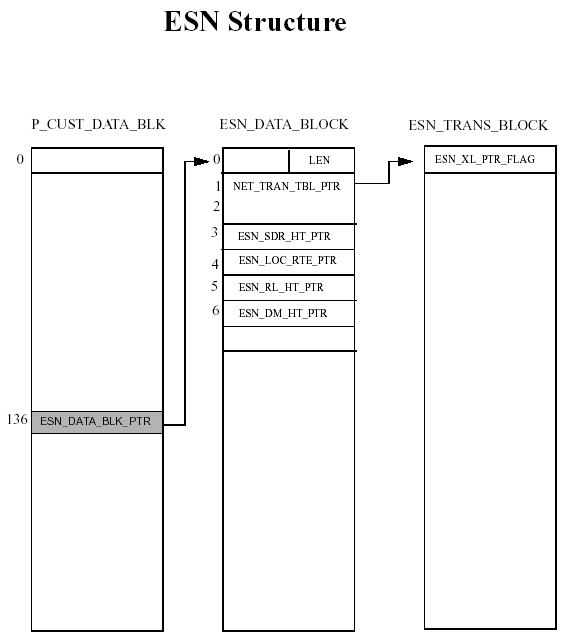 ESN Structure
P_CUST_DATA_BLK
ESN_DATA_BLOCK
ESN_TRANS_BLOCK
0
0
LEN
ESN_XL_PTR_FLAG
1
NET_TRAN_TBL_PTR
2
3
ESN_SDR_HT_PTR
4
ESN_LOC_RTE_PTR
5
ESN_RL_HT_PTR
6
ESN_DM_HT_PTR
136
ESN_DATA_BLK_PTR